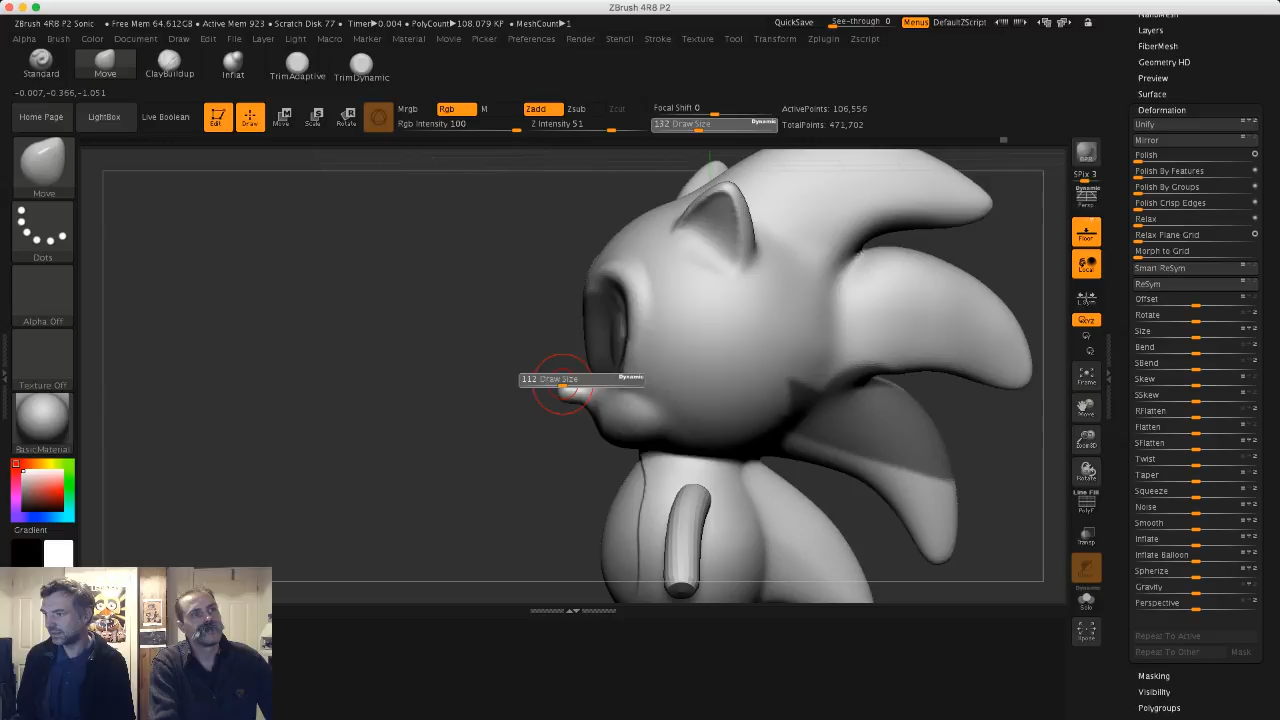 ZBrush 4R8 P2
ZBrush 4R8 P2 Sonic • Free Mem 64.612GB • Active Mem 923 • Scratch Disk 77 • Timer▶0.004 • PolyCount▶108.079 KP • MeshCount▶1
QuickSave See-through 0 Menus DefaultZScript
Alpha Brush Color Document Draw Edit File Layer Light Macro Marker Material Movie Picker Preferences Render Stencil Stroke Texture Tool Transform Zplugin Zscript
Standard Move ClayBuildup Inflat TrimAdaptive TrimDynamic
-0.007,-0.366,-1.051
Home Page LightBox Live Boolean Edit Draw Move Scale Rotate
Mrgb Rgb M Zadd Zsub Zcut
Rgb Intensity 100 Z Intensity 51
Focal Shift 0 ActivePoints: 106,556
132 Draw Size Dynamic TotalPoints: 471,702
Move
Dots
Alpha Off
Texture Off
BasicMaterial
Gradient
112 Draw Size Dynamic
BPR
SPix 3
Dynamic
Persp
Floor
Local
L.Sym
Frame
Move
Zoom3D
Rotate
Line Fill
PolyF
Transp
Dynamic
Solo
Xpose
Layers
FiberMesh
Geometry HD
Preview
Surface
Deformation
Unify
Mirror
Polish
Polish By Features
Polish By Groups
Polish Crisp Edges
Relax
Relax Plane Grid
Morph to Grid
Smart ReSym
ReSym
Offset
Rotate
Size
Bend
SBend
Skew
SSkew
RFlatten
Flatten
SFlatten
Twist
Taper
Squeeze
Noise
Smooth
Inflate
Inflate Balloon
Spherize
Gravity
Perspective
Repeat To Active
Repeat To Other Mask
Masking
Visibility
Polygroups